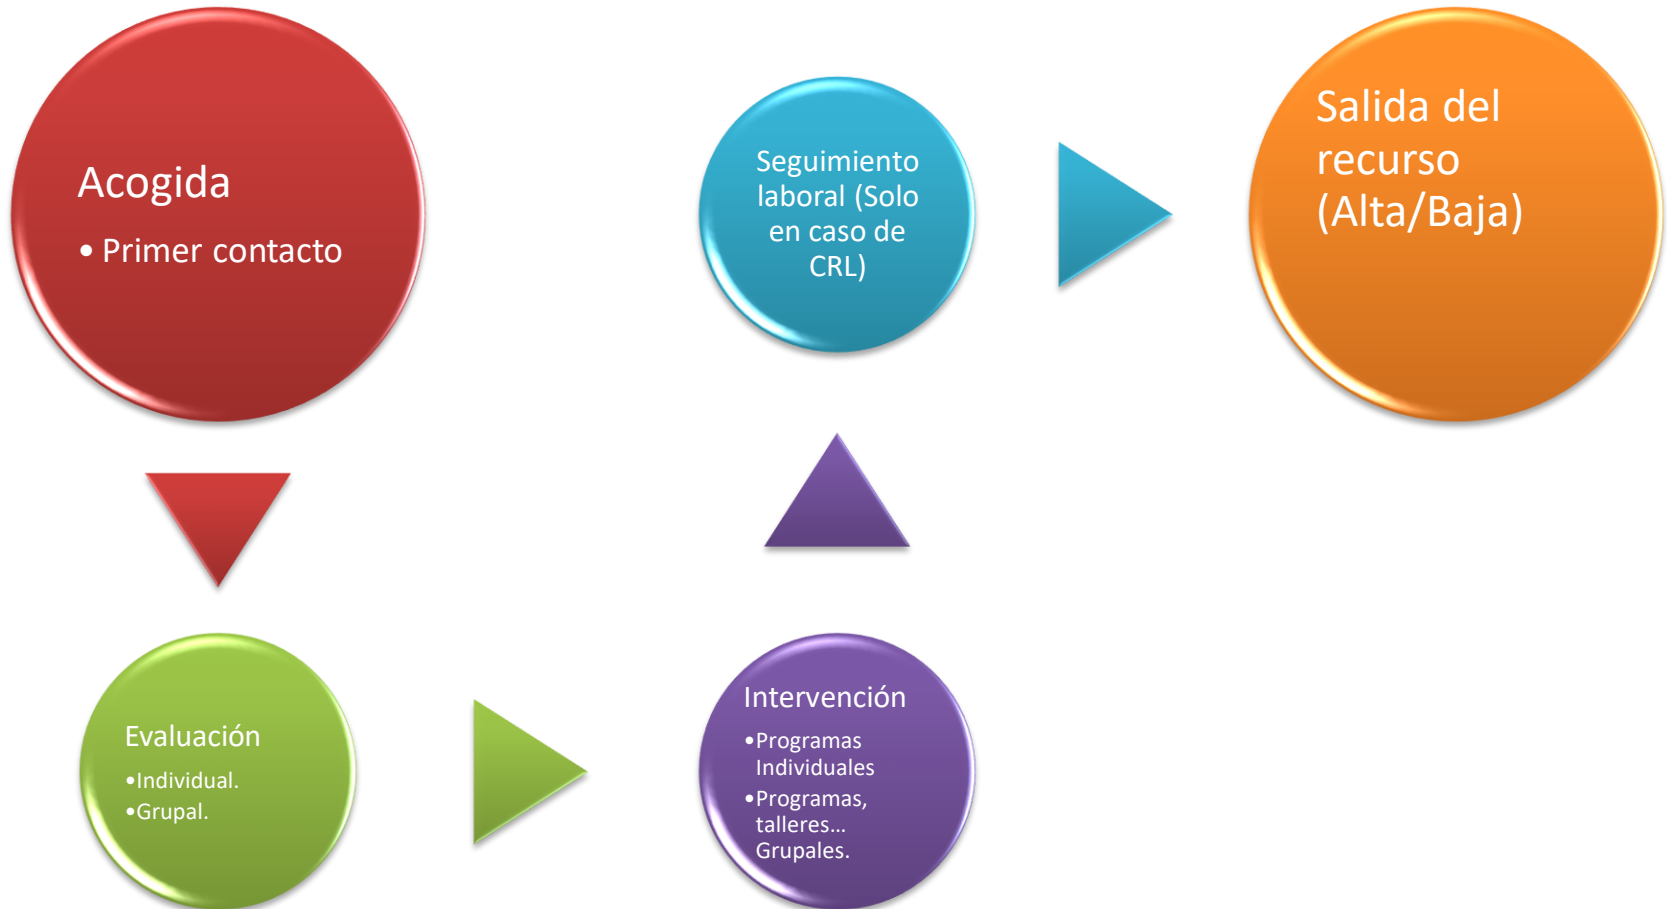 Acogida
• Primer contacto
Evaluación
•Individual.
•Grupal.
Intervención
•Programas
Individuales
•Programas,
talleres...
Grupales.
Seguimiento
laboral (Solo
en caso de
CRL)
Salida del
recurso
(Alta/Baja)